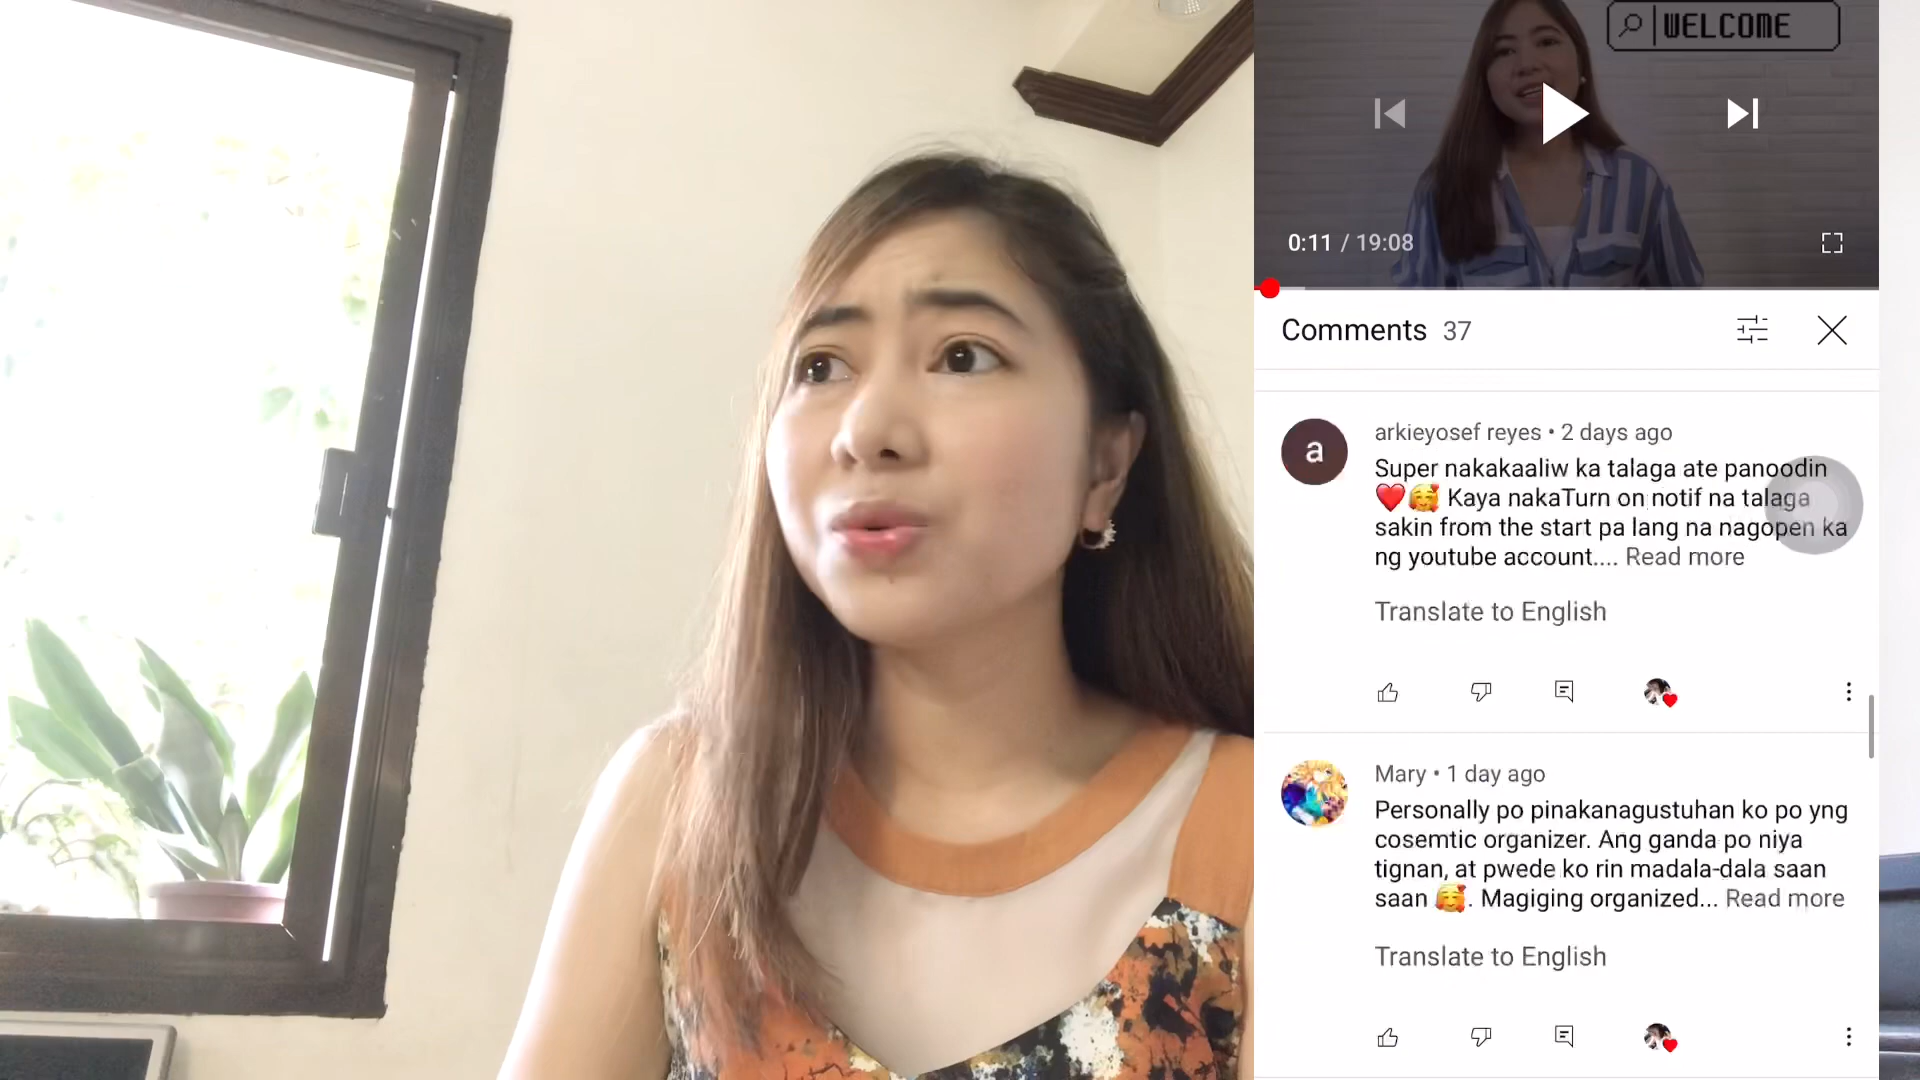 WELCOME
0:11 / 19:08
Comments 37
a
arkieyosef reyes • 2 days ago
Super nakakaaliw ka talaga ate panoodin
❤️🥰 Kaya nakaTurn on notif na talaga
sakin from the start pa lang na nagopen ka
ng youtube account.... Read more
Translate to English
Mary • 1 day ago
Personally po pinakanagustuhan ko po yng
cosemtic organizer. Ang ganda po niya
tignan, at pwede ko rin madala-dala saan
saan 🥰. Magiging organized... Read more
Translate to English